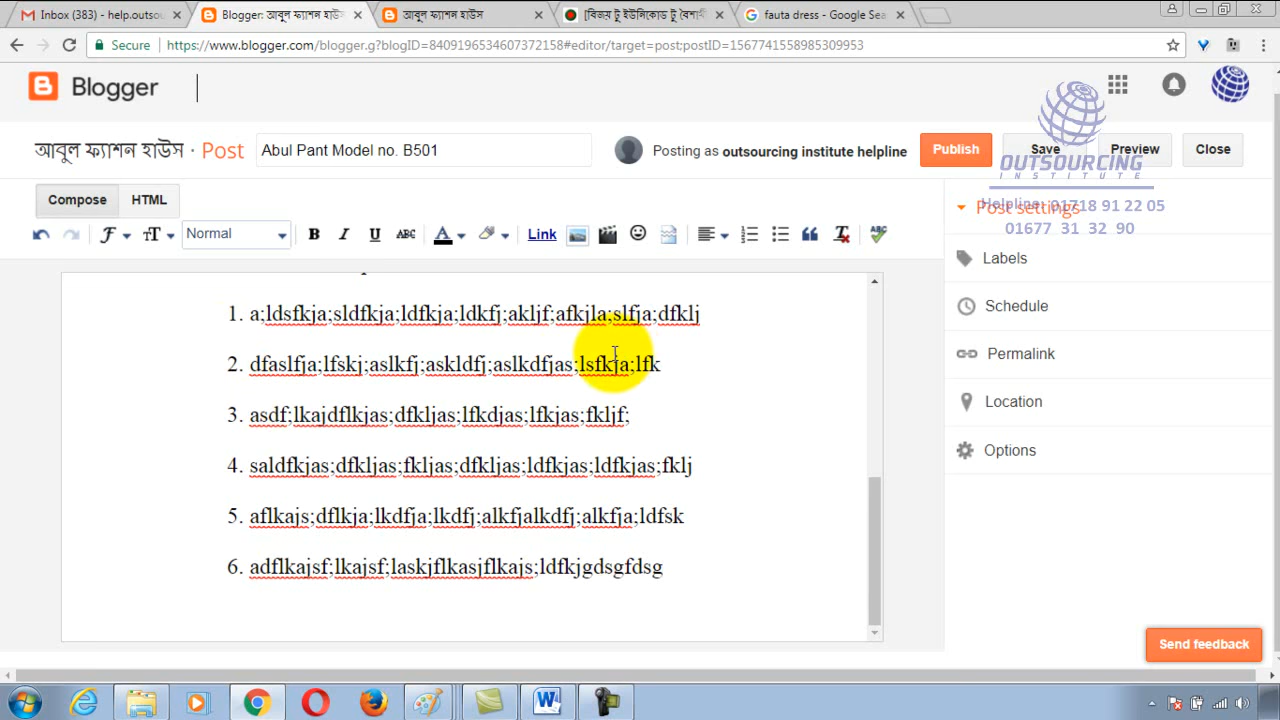 Inbox (383) - help.outsou
Blogger: আবুল ফ্যাশন হাউস
আবুল ফ্যাশন হাউস
[বিজয় টু ইউনিকোড টু বৈশাখী
fauta dress - Google Sea
Secure
https://www.blogger.com/blogger.g?blogID=8409196534607372158#editor/target=post;postID=1567741558985309953
Blogger
আবুল ফ্যাশন হাউস · Post
Abul Pant Model no. B501
Posting as outsourcing institute helpline
Publish
Save
Preview
Close
OUTSOURCING
INSTITUTE
Helpline: 01718 91 22 05
01677 31 32 90
Compose
HTML
Post settings
Normal
B I U ABC A Link
Labels
Schedule
Permalink
Location
Options
1. a;ldsfkja;sldfkja;ldfkja;ldkfj;akljf;afkjla;slfja;dfklj
2. dfaslfja;lfskj;aslkfj;askldfj;aslkdfjas;lsfkja;lfk
3. asdf;lkajdflkjas;dfkljas;lfkdjas;lfkjas;fkljf;
4. saldfkjas;dfkljas;fkljas;dfkljas;ldfkjas;ldfkjas;fklj
5. aflkajs;dflkja;lkdfja;lkdfj;alkfjalkdfj;alkfja;ldfsk
6. adflkajsf;lkajsf;laskjflkasjflkajs;ldfkjgdsgfdsg
Send feedback